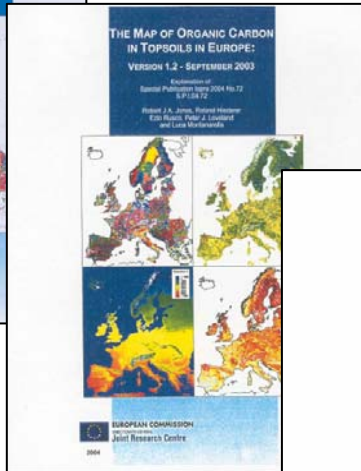 THE MAP OF ORGANIC CARBON
IN TOPSOILS IN EUROPE:
VERSION 1.2 - SEPTEMBER 2003
Explanation of:
Special Publication Ispra 2004 No.72
S.P.I.04.72
Robert J A. Jones, Roland Hiederer
Ezio Rusco, Peter J. Loveland
and Luca Montanarella
EUROPEAN COMMISSION
DIRECTORATE-GENERAL
Joint Research Centre
2004